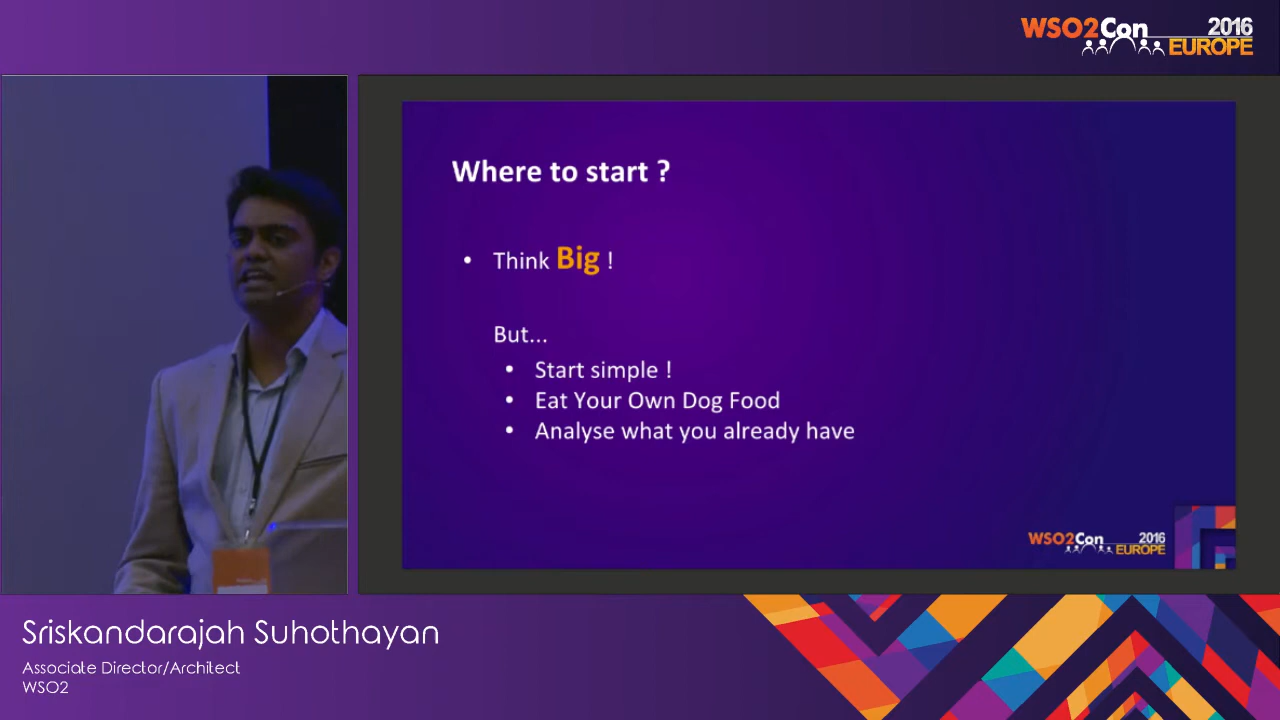 WSO2Con 2016
EUROPE
Where to start ?
• Think Big !
But...
• Start simple !
• Eat Your Own Dog Food
• Analyse what you already have
WSO2Con 2016
EUROPE
Sriskandarajah Suhothayan
Associate Director/Architect
WSO2